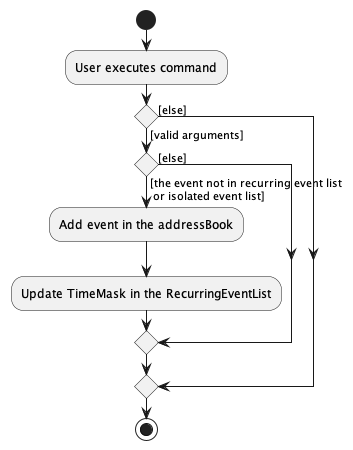 User executes command
[else]
[valid arguments]
[else]
[the event not in recurring event list
or isolated event list]
Add event in the addressBook
Update TimeMask in the RecurringEventList